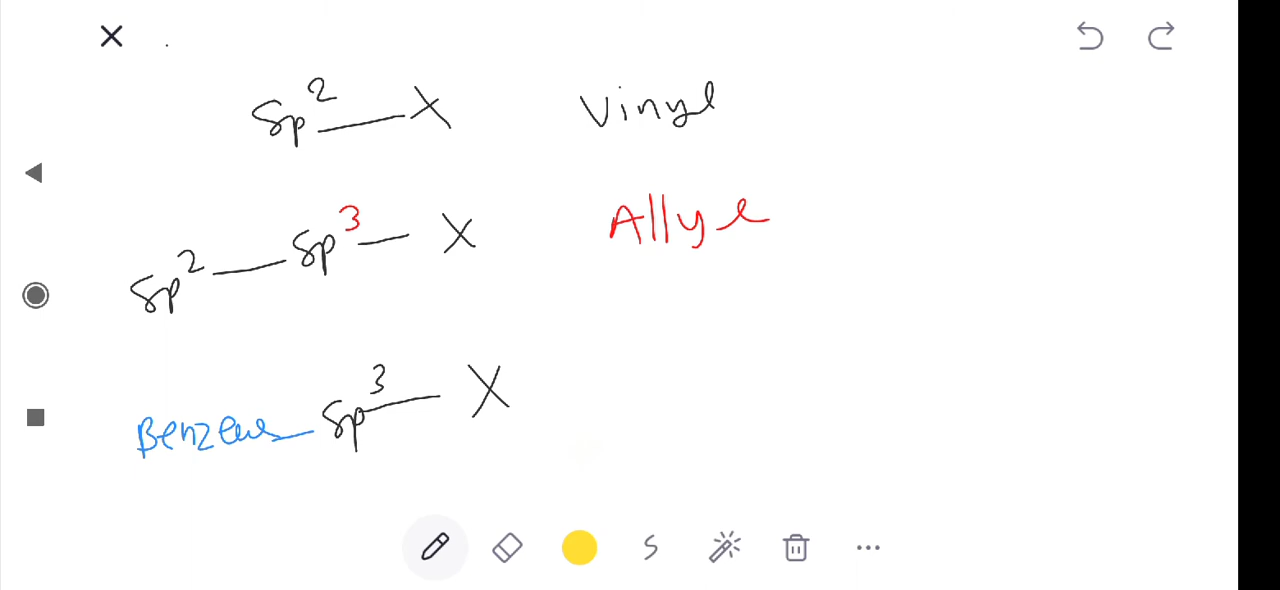 Sp² — X Vinyl
Sp² — Sp³ — X Allyl
Benzene — Sp³ — X